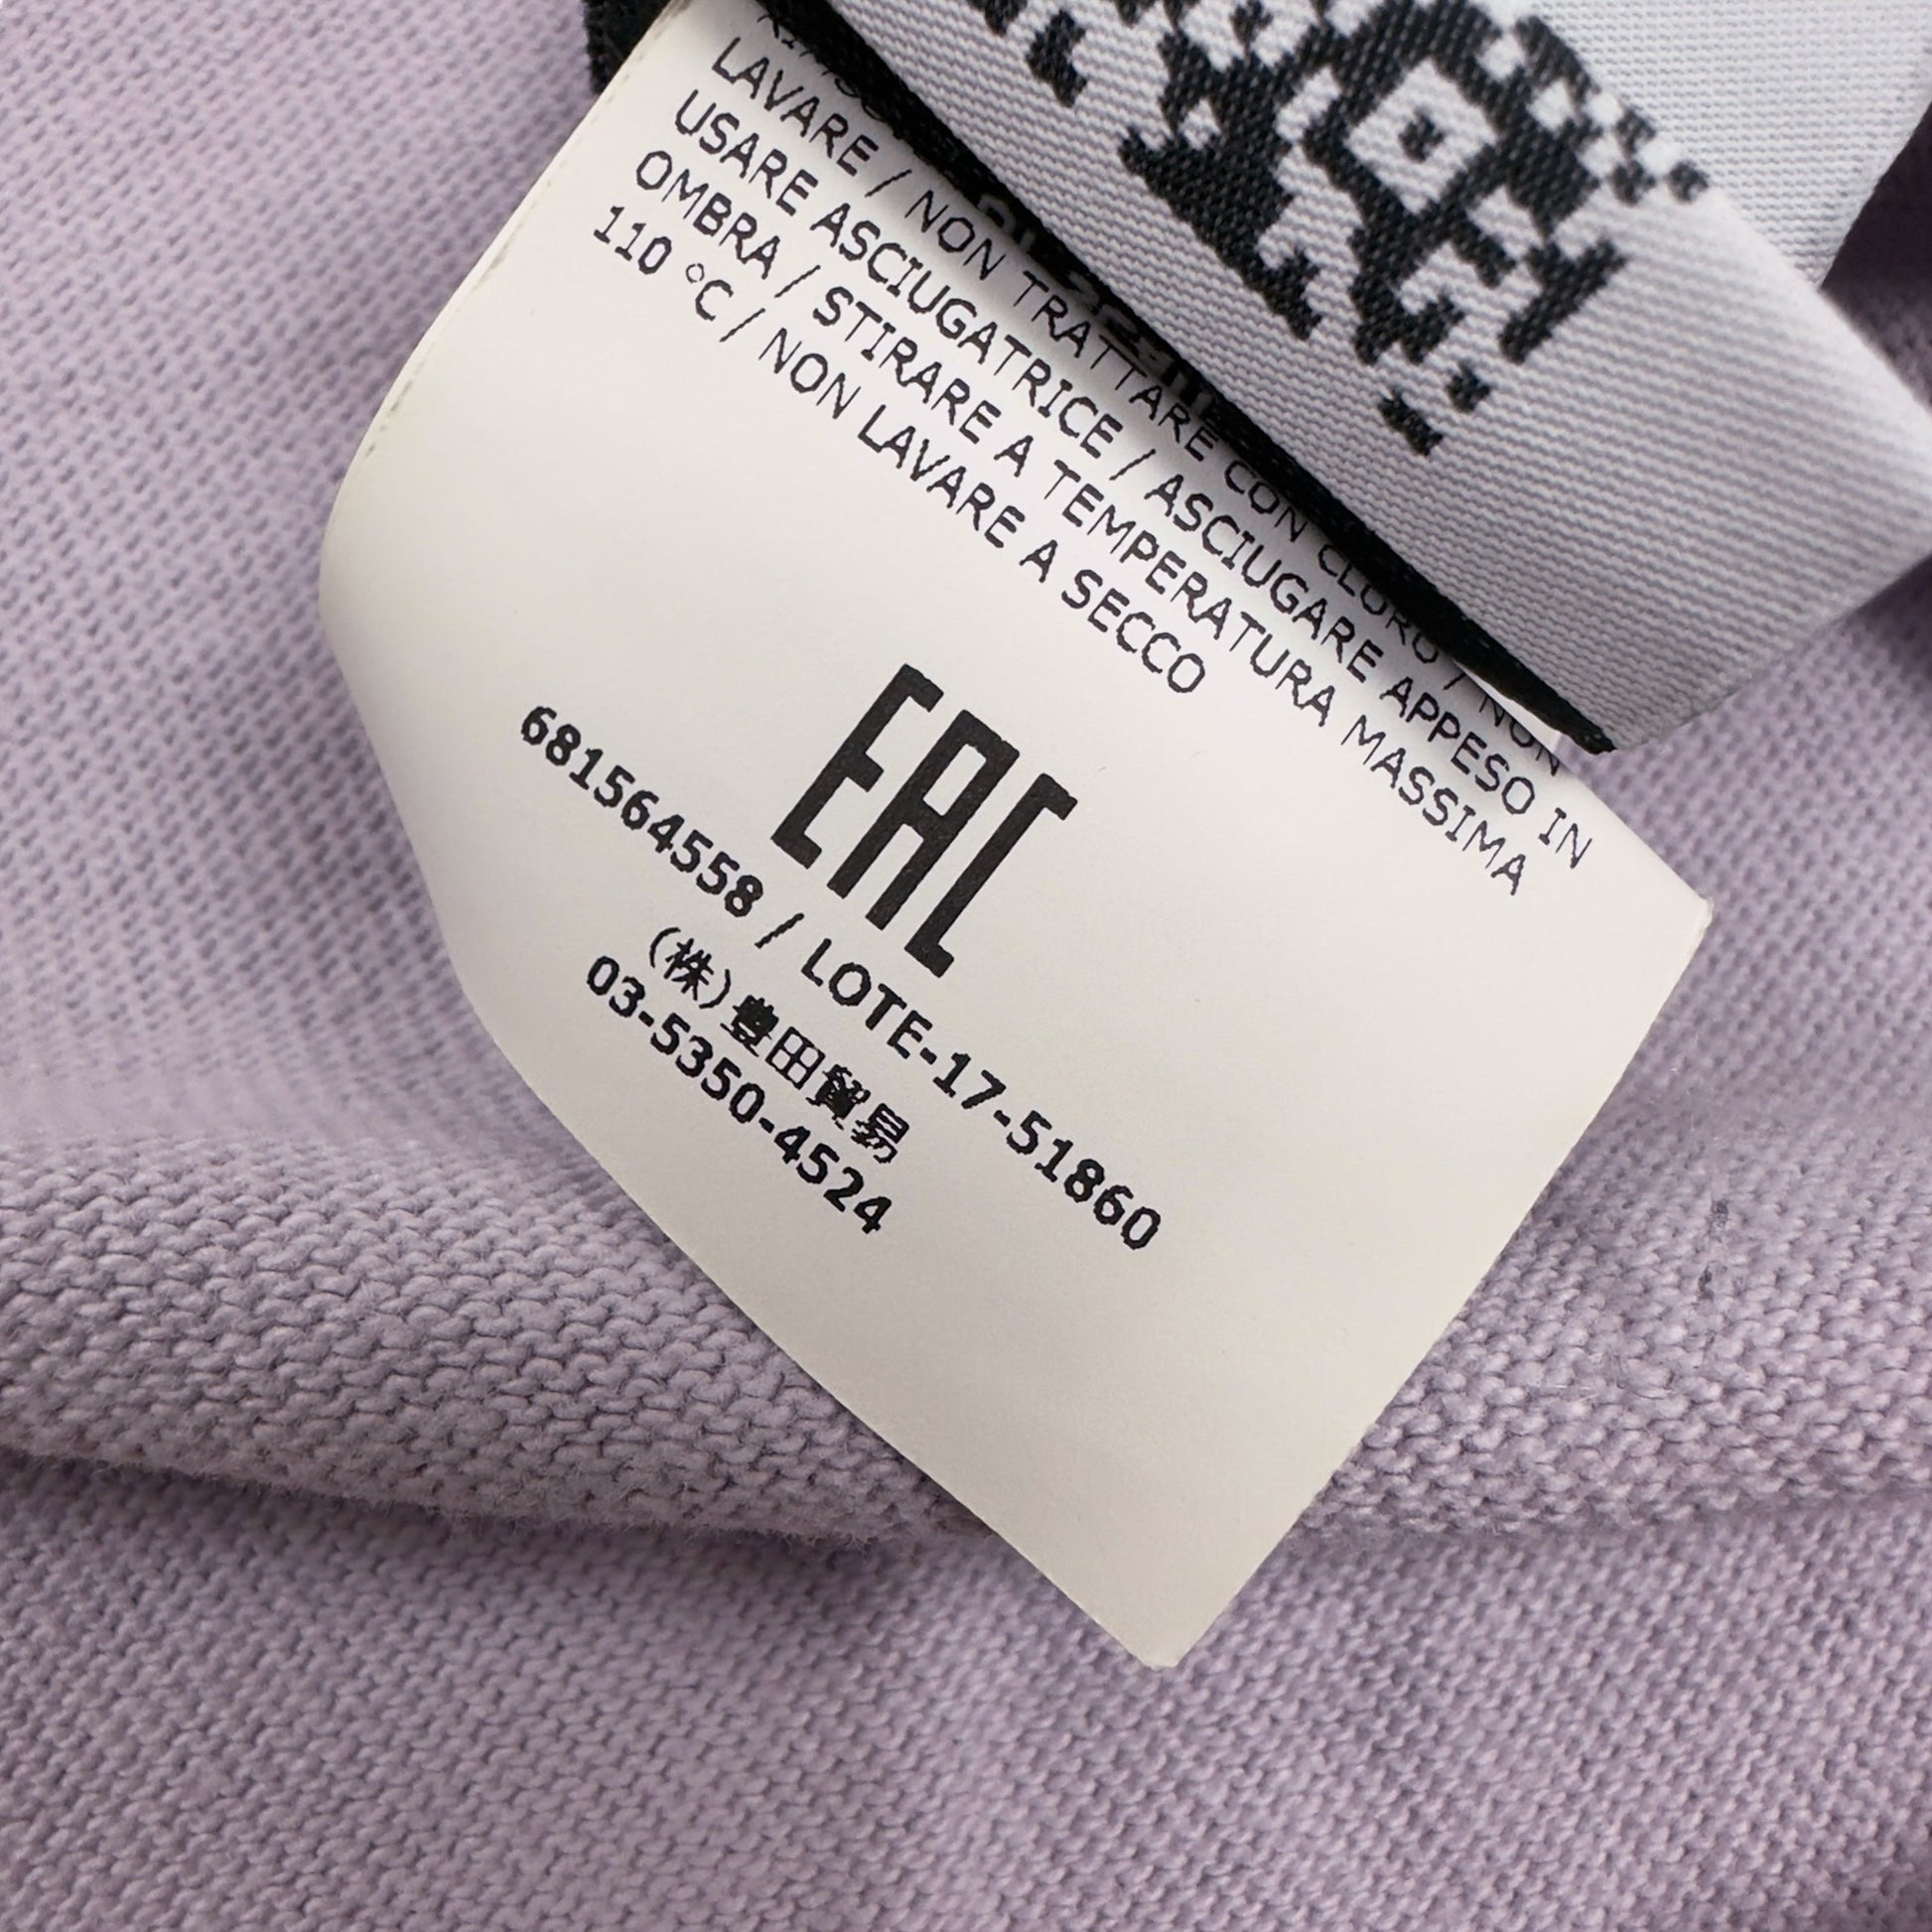 LAVARE / NON TRATTARE CON CLORO / NON
USARE ASCIUGATRICE / ASCIUGARE APPESO IN
OMBRA / STIRARE A TEMPERATURA MASSIMA
110 °C / NON LAVARE A SECCO
EAC
681564558 / LOTE-17-51860
(株)豊田貿易
03-5350-4524